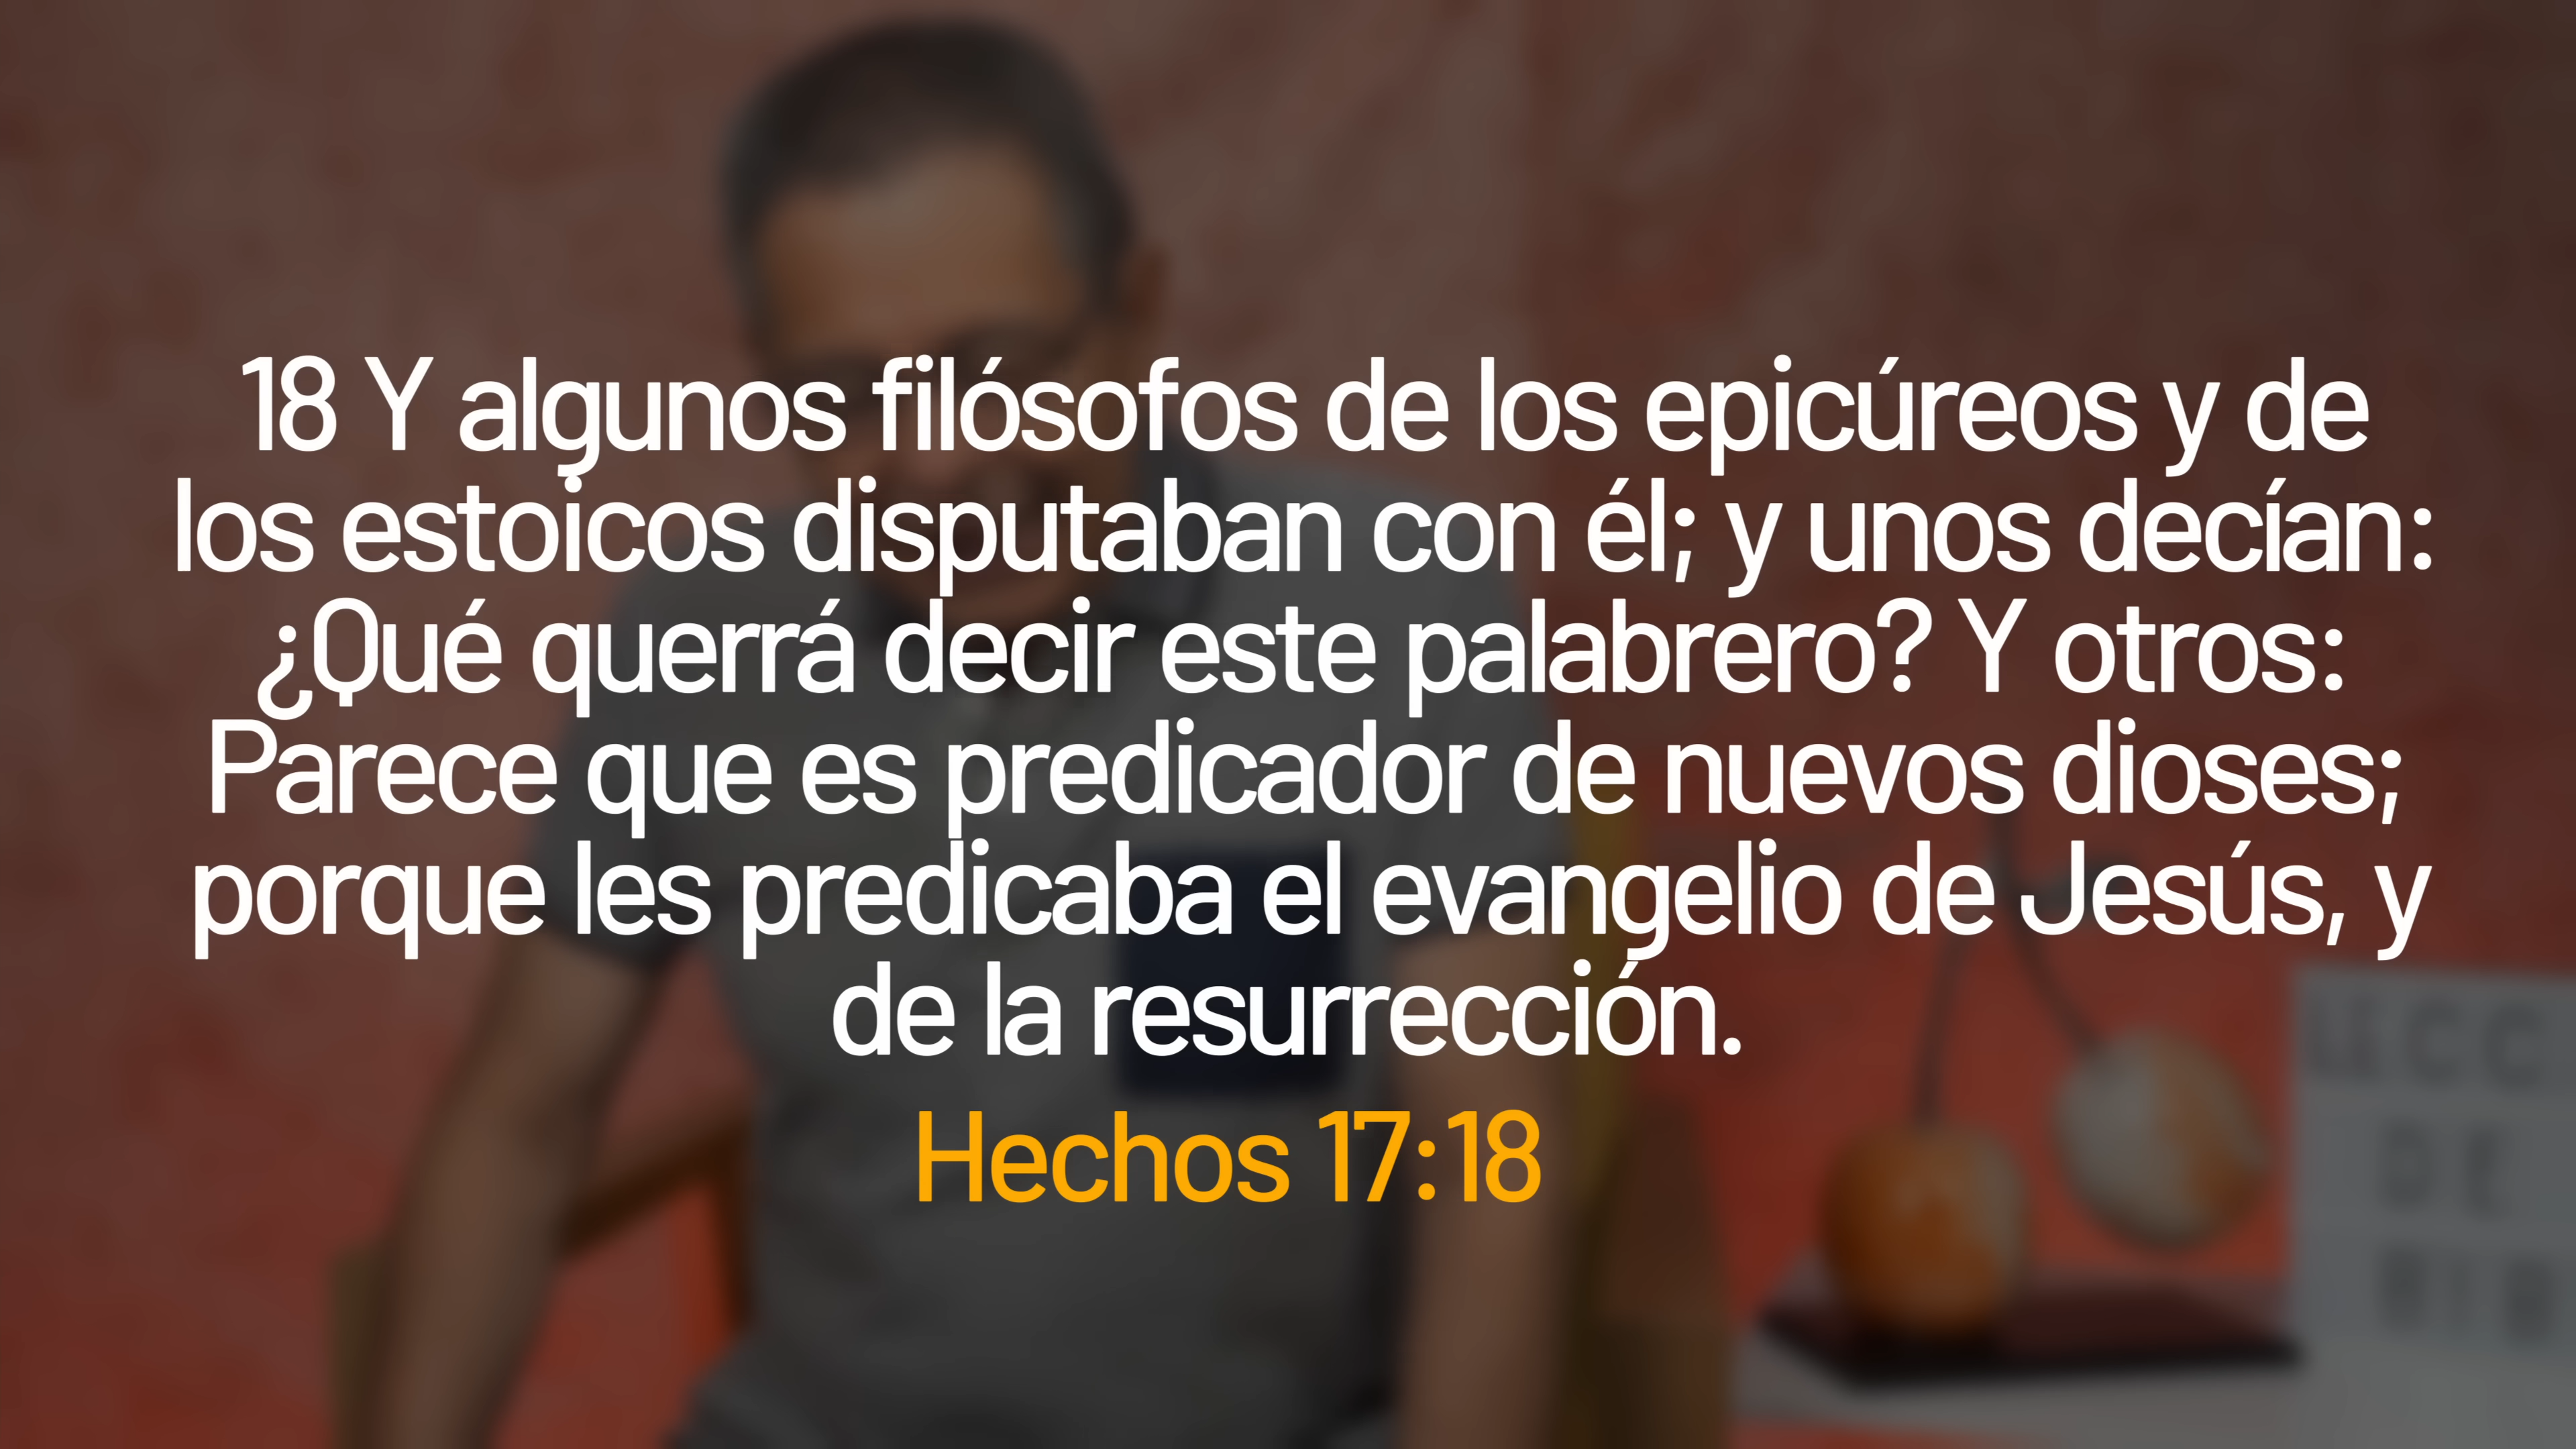 18 Y algunos filósofos de los epicúreos y de
los estoicos disputaban con él; y unos decían:
¿Qué querrá decir este palabrero? Y otros:
Parece que es predicador de nuevos dioses;
porque les predicaba el evangelio de Jesús, y
de la resurrección.
Hechos 17:18
C C
D E